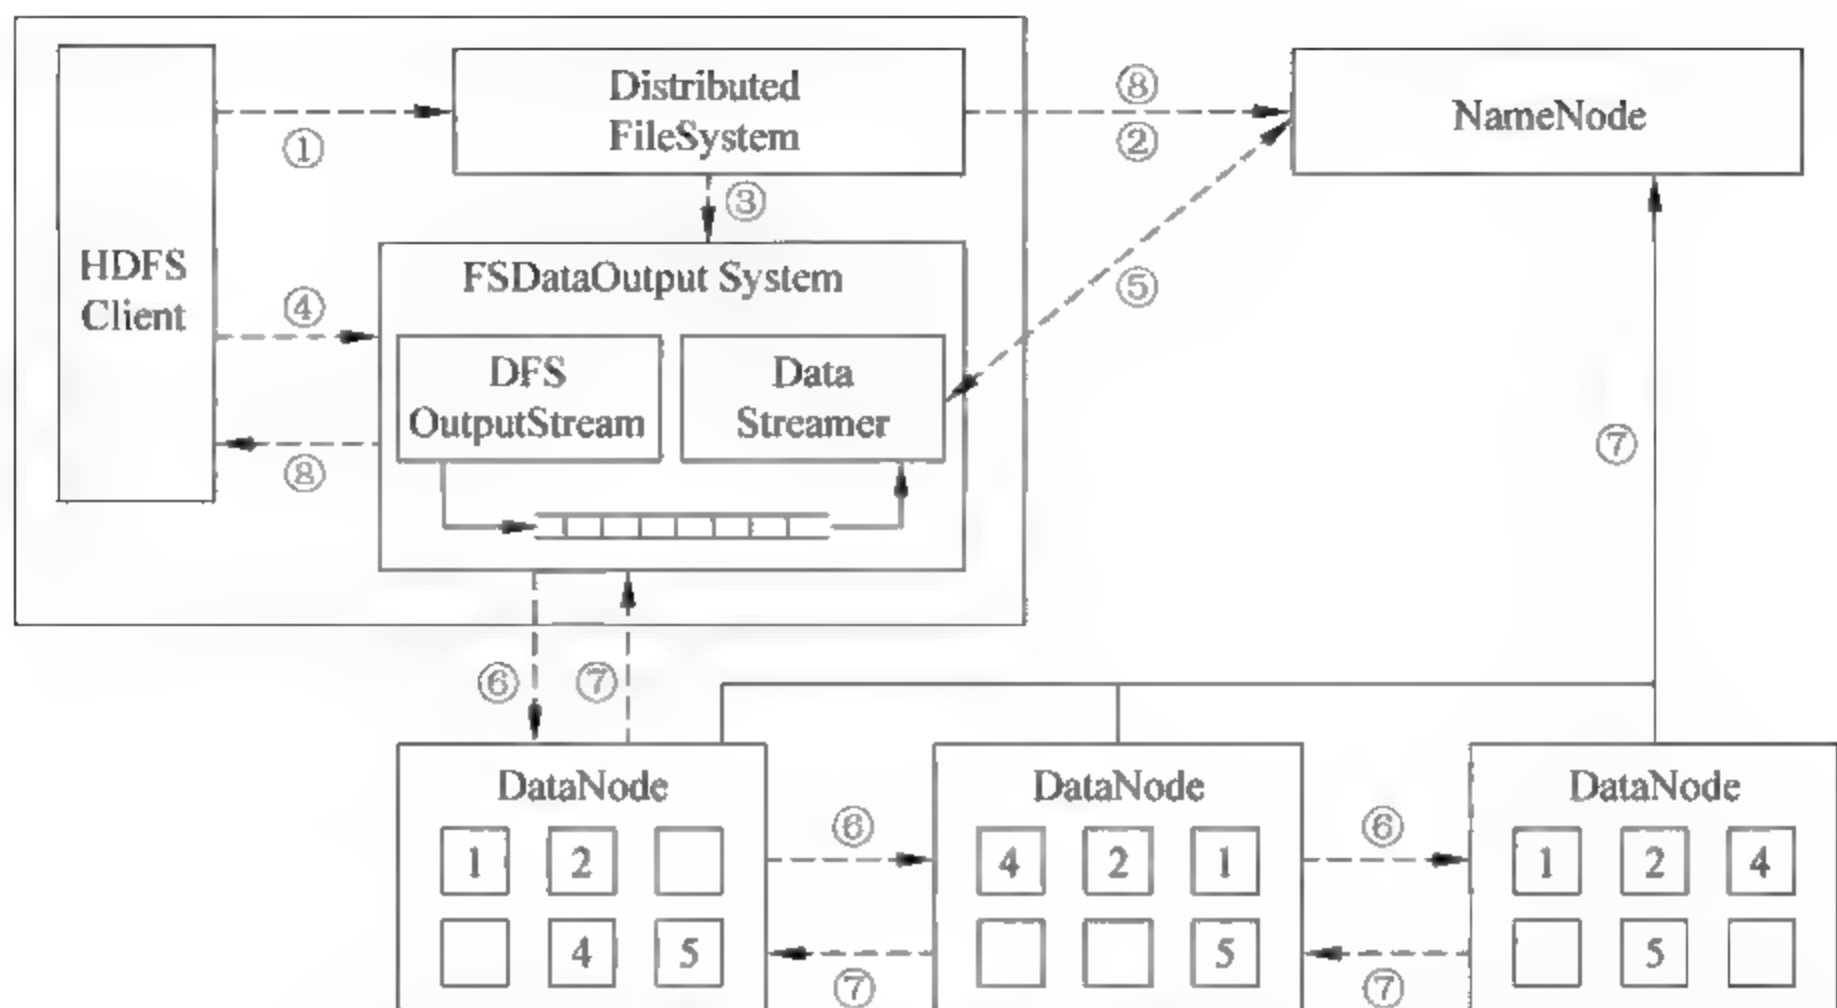 Distributed
FileSystem
⑧
②
NameNode
①
③
HDFS
Client
FSDataOutput System
④
⑤
DFS
OutputStream
Data
Streamer
⑧
⑦
⑥
⑦
DataNode
1 2
4 5
⑥
⑦
DataNode
4 2 1
5
⑥
⑦
DataNode
1 2 4
5